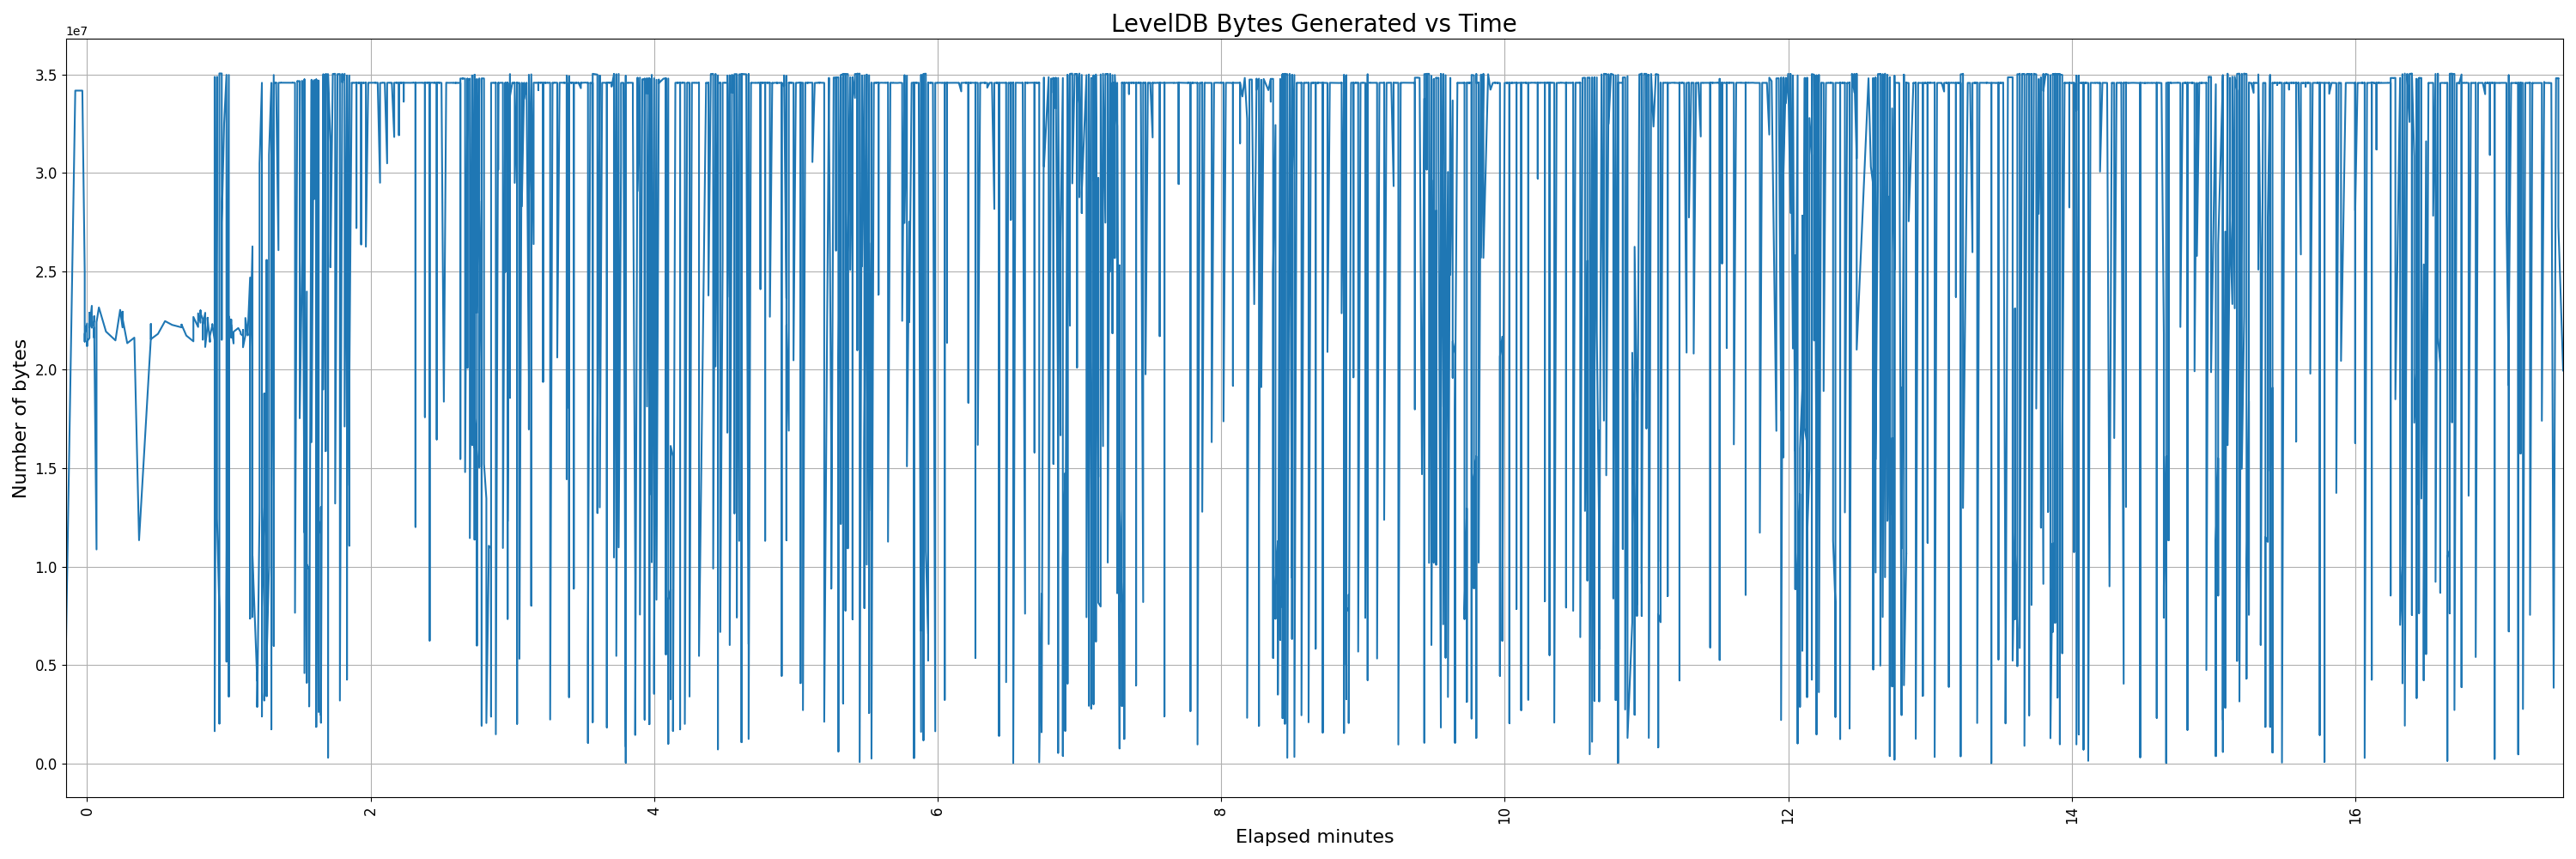 LevelDB Bytes Generated vs Time
1e7
3.5
3.0
2.5
2.0
1.5
1.0
0.5
0.0
Number of bytes
0 2 4 6 8 10 12 14 16
Elapsed minutes